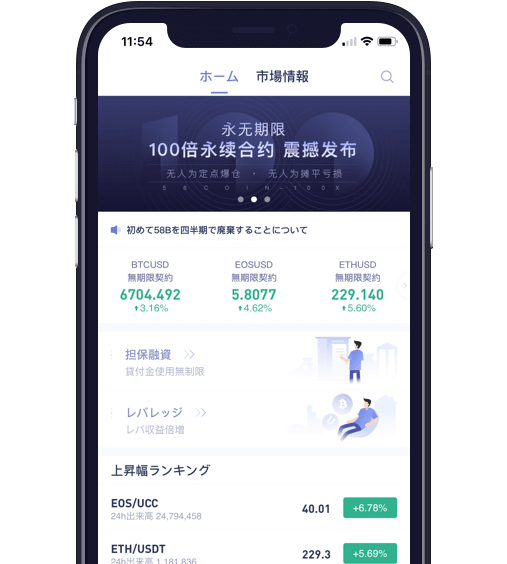 11:54
ホーム 市場情報
永无期限
100倍永续合约 震撼发布
无人为定点爆仓 · 无人为摊平亏损
58COIN-100X
初めて58Bを四半期で廃棄することについて
BTCUSD EOSUSD ETHUSD
無期限契約 無期限契約 無期限契約
6704.492 5.8077 229.140
3.16% 4.62% 5.60%
担保融資
貸付金使用無制限
レバレッジ
レバ収益倍増
上昇幅ランキング
EOS/UCC 40.01 +6.78%
24h出来高 24,794,458
ETH/USDT 229.3 +5.69%
24h出来高 1,181,836